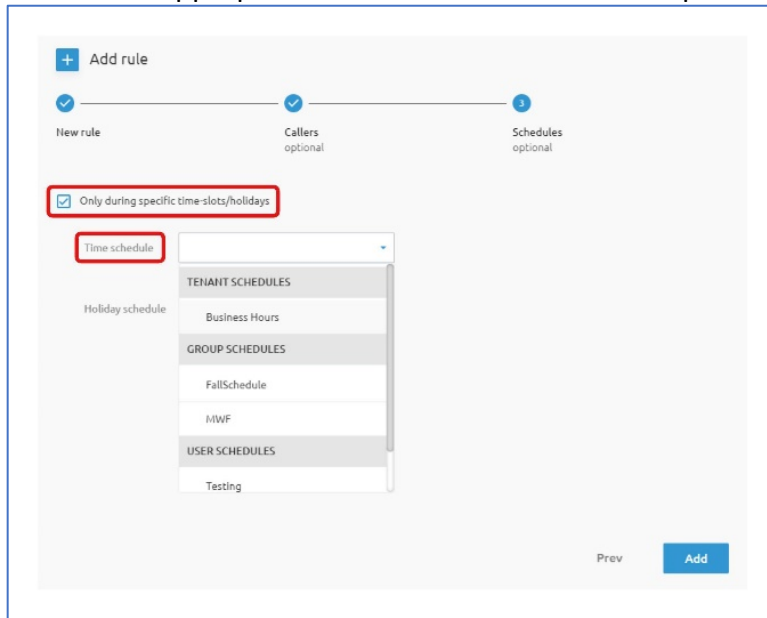 + Add rule
3
New rule Callers Schedules
optional optional
Only during specific time-slots/holidays
Time schedule
TENANT SCHEDULES
Holiday schedule
Business Hours
GROUP SCHEDULES
FallSchedule
MWF
USER SCHEDULES
Testing
Prev Add